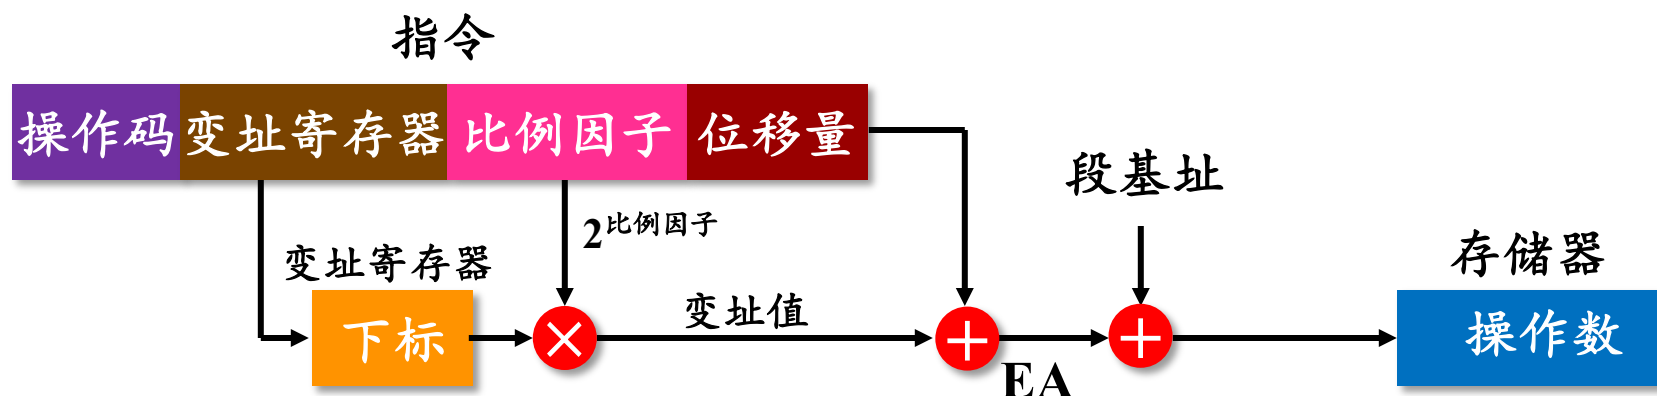 指令
操作码 变址寄存器 比例因子 位移量
段基址
2比例因子
变址寄存器
存储器
下标
变址值
操作数
EA